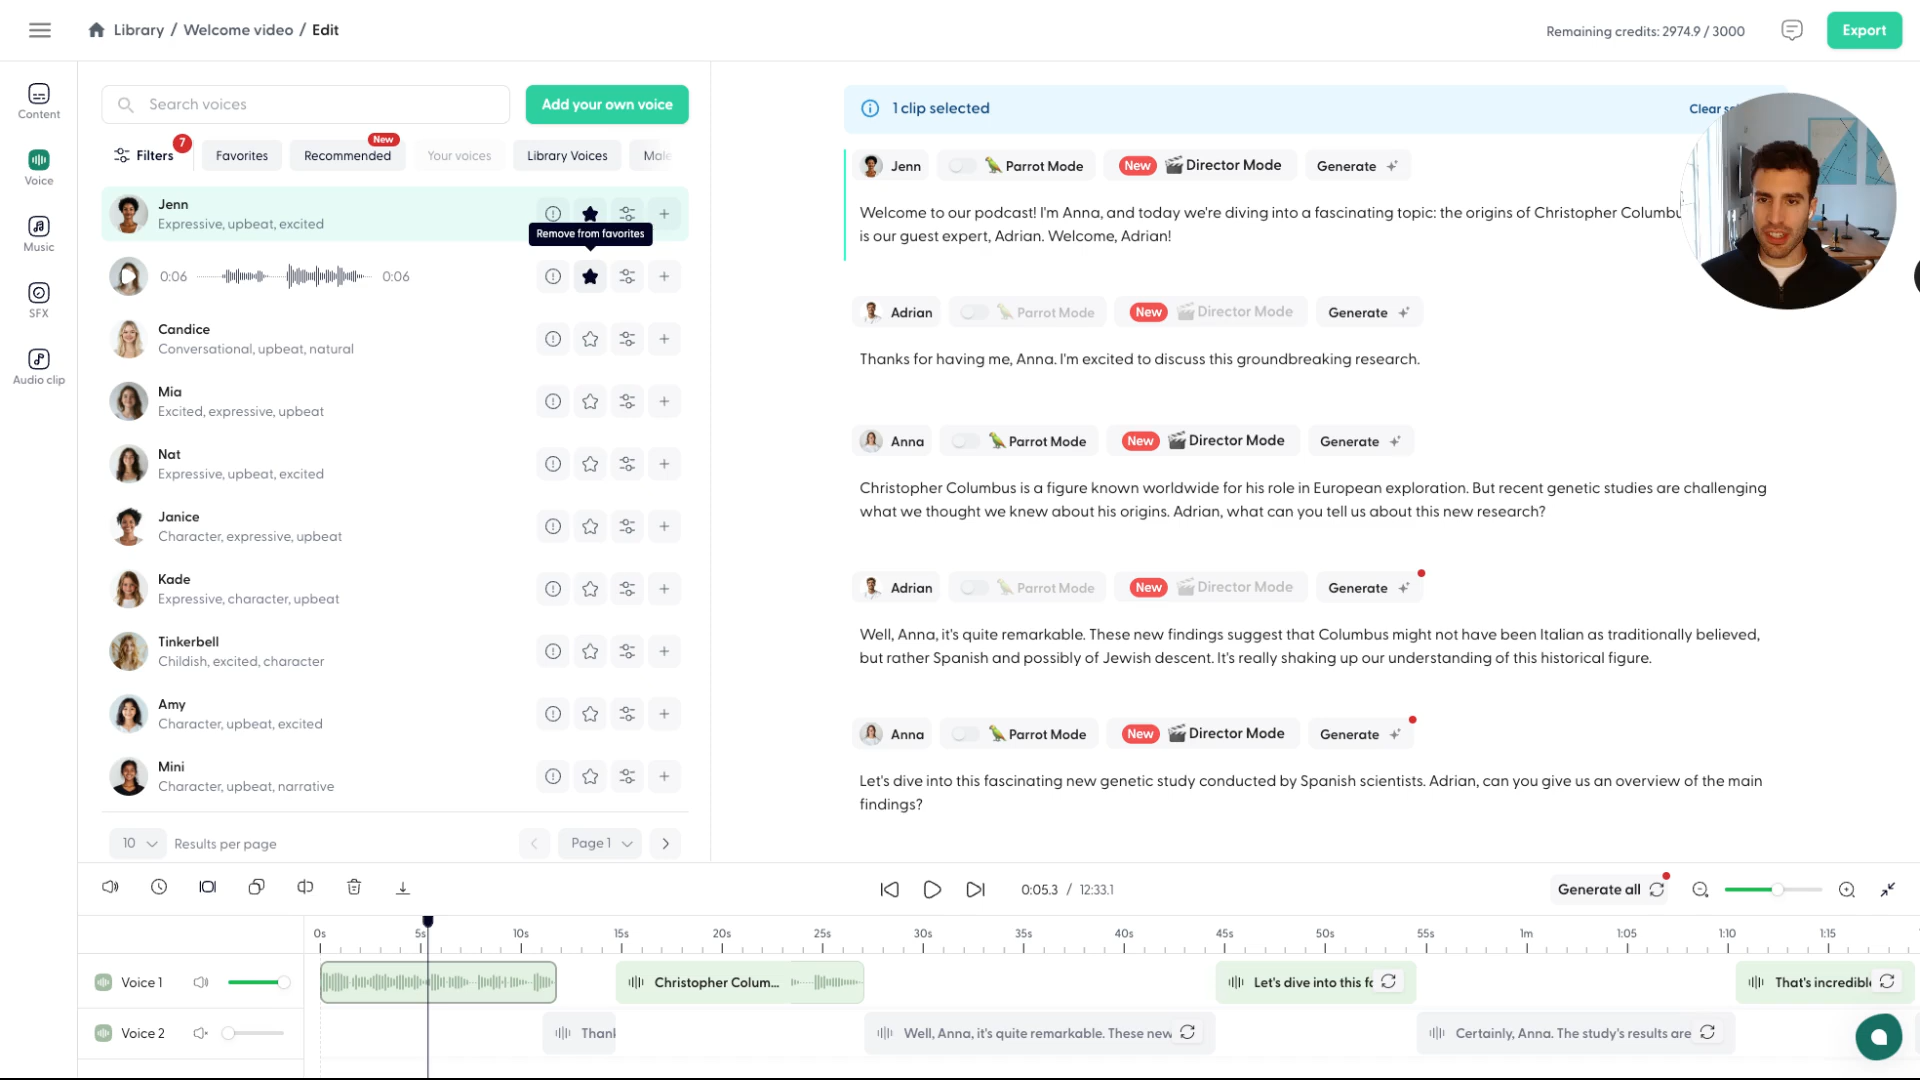 Library / Welcome video / Edit
Remaining credits: 2974.9 / 3000
Export
Content
Voice
Music
SFX
Audio clip
Search voices
Add your own voice
Filters
7
Favorites
Recommended
New
Your voices
Library Voices
Male
Jenn
Expressive, upbeat, excited
Remove from favorites
0:06
0:06
Candice
Conversational, upbeat, natural
Mia
Excited, expressive, upbeat
Nat
Expressive, upbeat, excited
Janice
Character, expressive, upbeat
Kade
Expressive, character, upbeat
Tinkerbell
Childish, excited, character
Amy
Character, upbeat, excited
Mini
Character, upbeat, narrative
10
Results per page
Page 1
1 clip selected
Clear
Jenn Parrot Mode New Director Mode Generate
Welcome to our podcast! I'm Anna, and today we're diving into a fascinating topic: the origins of Christopher Columbu
is our guest expert, Adrian. Welcome, Adrian!
Adrian Parrot Mode New Director Mode Generate
Thanks for having me, Anna. I'm excited to discuss this groundbreaking research.
Anna Parrot Mode New Director Mode Generate
Christopher Columbus is a figure known worldwide for his role in European exploration. But recent genetic studies are challenging
what we thought we knew about his origins. Adrian, what can you tell us about this new research?
Adrian Parrot Mode New Director Mode Generate
Well, Anna, it's quite remarkable. These new findings suggest that Columbus might not have been Italian as traditionally believed,
but rather Spanish and possibly of Jewish descent. It's really shaking up our understanding of this historical figure.
Anna Parrot Mode New Director Mode Generate
Let's dive into this fascinating new genetic study conducted by Spanish scientists. Adrian, can you give us an overview of the main
findings?
0:05.3 / 12:33.1
Generate all
0s 5s 10s 15s 20s 25s 30s 35s 40s 45s 50s 55s 1m 1:05 1:10 1:15
Voice 1
Christopher Colum...
Let's dive into this fo
That's incredible
Voice 2
Thank
Well, Anna, it's quite remarkable. These new
Certainly, Anna. The study's results are